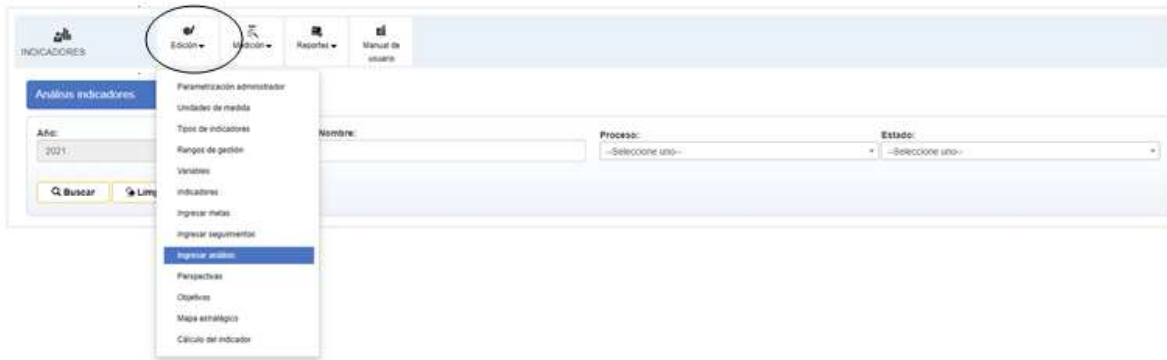 INDICADORES
Edición
Medición
Reportes
Manual de
usuario
Análisis indicadores
Parametrización administrador
Unidades de medida
Tipos de indicadores
Rangos de gestión
Variables
Indicadores
Ingresar metas
Ingresar seguimientos
Ingresar análisis
Perspectivas
Objetivos
Mapa estratégico
Cálculo del indicador
Año:
2021
Nombre:
Proceso:
--Seleccione uno--
Estado:
--Seleccione uno--
Buscar
Limp